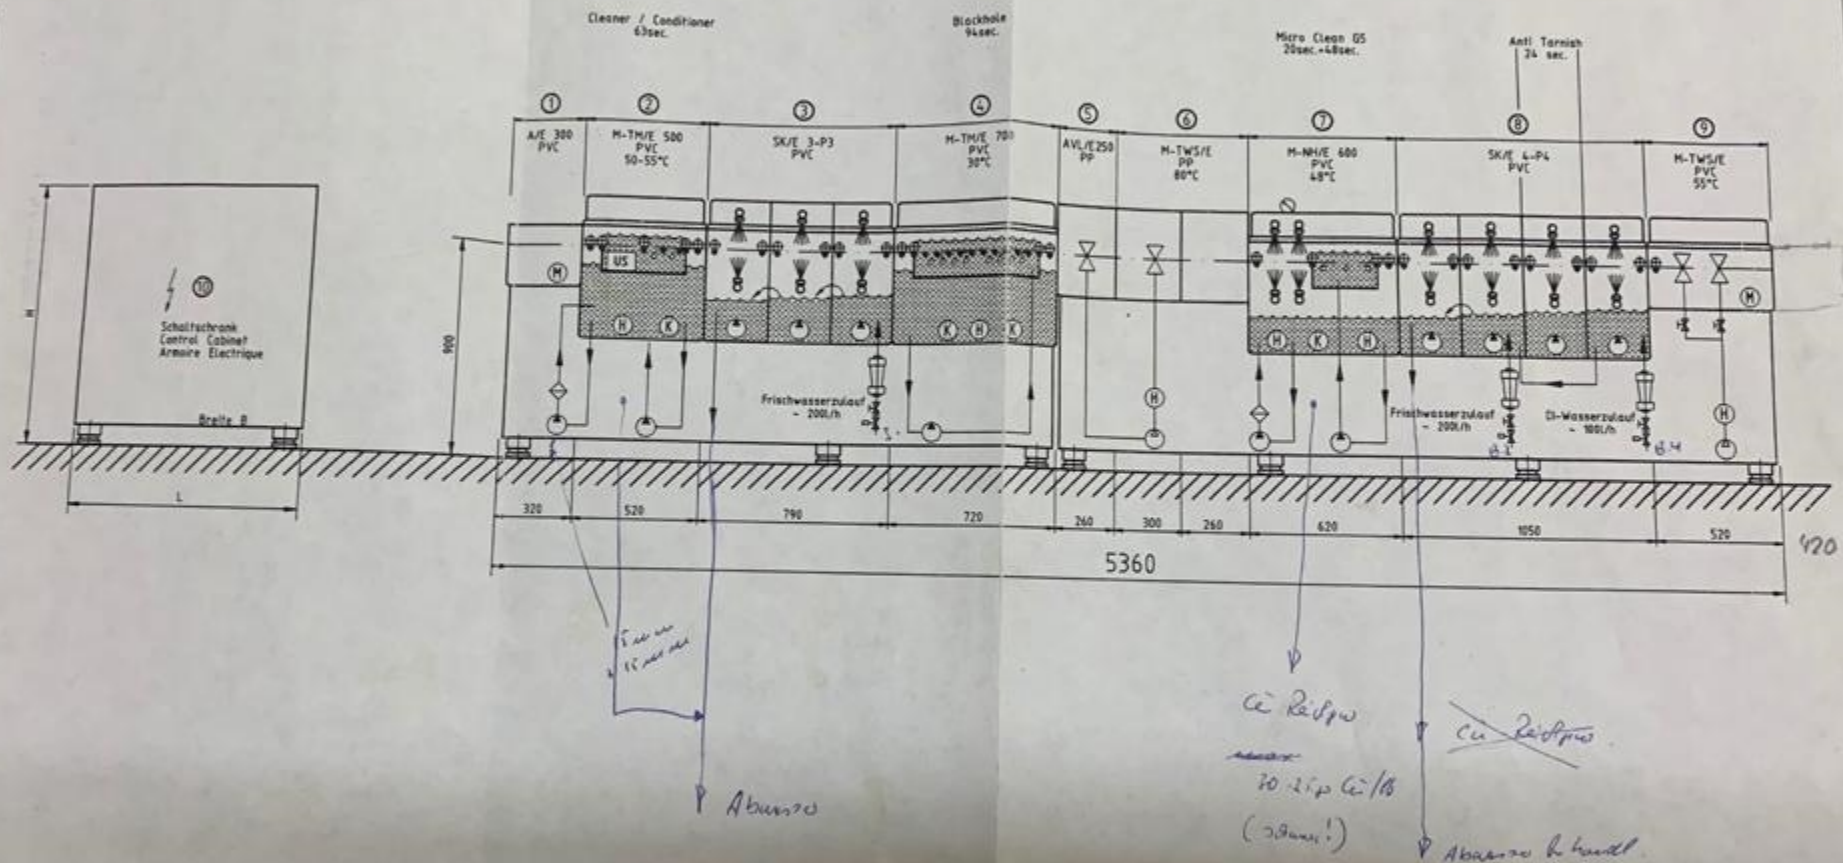 Cleaner / Conditioner
63sec.
Blackhole
94sec.
Micro Clean G5
20sec.+48sec.
Anti Tarnish
24 sec.
1
A/E 300
PVC
2
M-TM/E 500
PVC
50-55°C
3
SK/E 3-P3
PVC
4
M-TM/E 700
PVC
30°C
5
AVL/E250
PP
6
M-TWS/E
PP
80°C
7
M-NH/E 600
PVC
48°C
8
SK/E 4-P4
PVC
9
M-TWS/E
PVC
55°C
H
10
Schaltschrank
Control Cabinet
Armoire Electrique
Breite B
L
900
M
US
H
K
K
H
K
H
K
H
M
Frischwasserzulauf
~ 200l/h
H
Frischwasserzulauf
~ 200l/h
DI-Wasserzulauf
~ 100l/h
H
320
520
790
720
260
300
260
620
1050
520
420
5360
Cu
Cu
(
!)